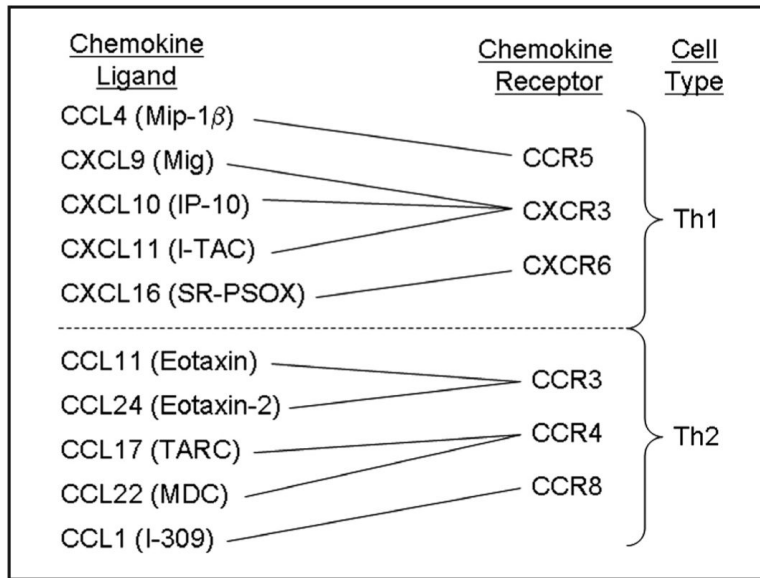 Chemokine Ligand
Chemokine Receptor
Cell Type
CCL4 (Mip-1β)
CXCL9 (Mig)
CXCL10 (IP-10)
CXCL11 (I-TAC)
CXCL16 (SR-PSOX)
CCR5
CXCR3
CXCR6
Th1
CCL11 (Eotaxin)
CCL24 (Eotaxin-2)
CCL17 (TARC)
CCL22 (MDC)
CCL1 (I-309)
CCR3
CCR4
CCR8
Th2